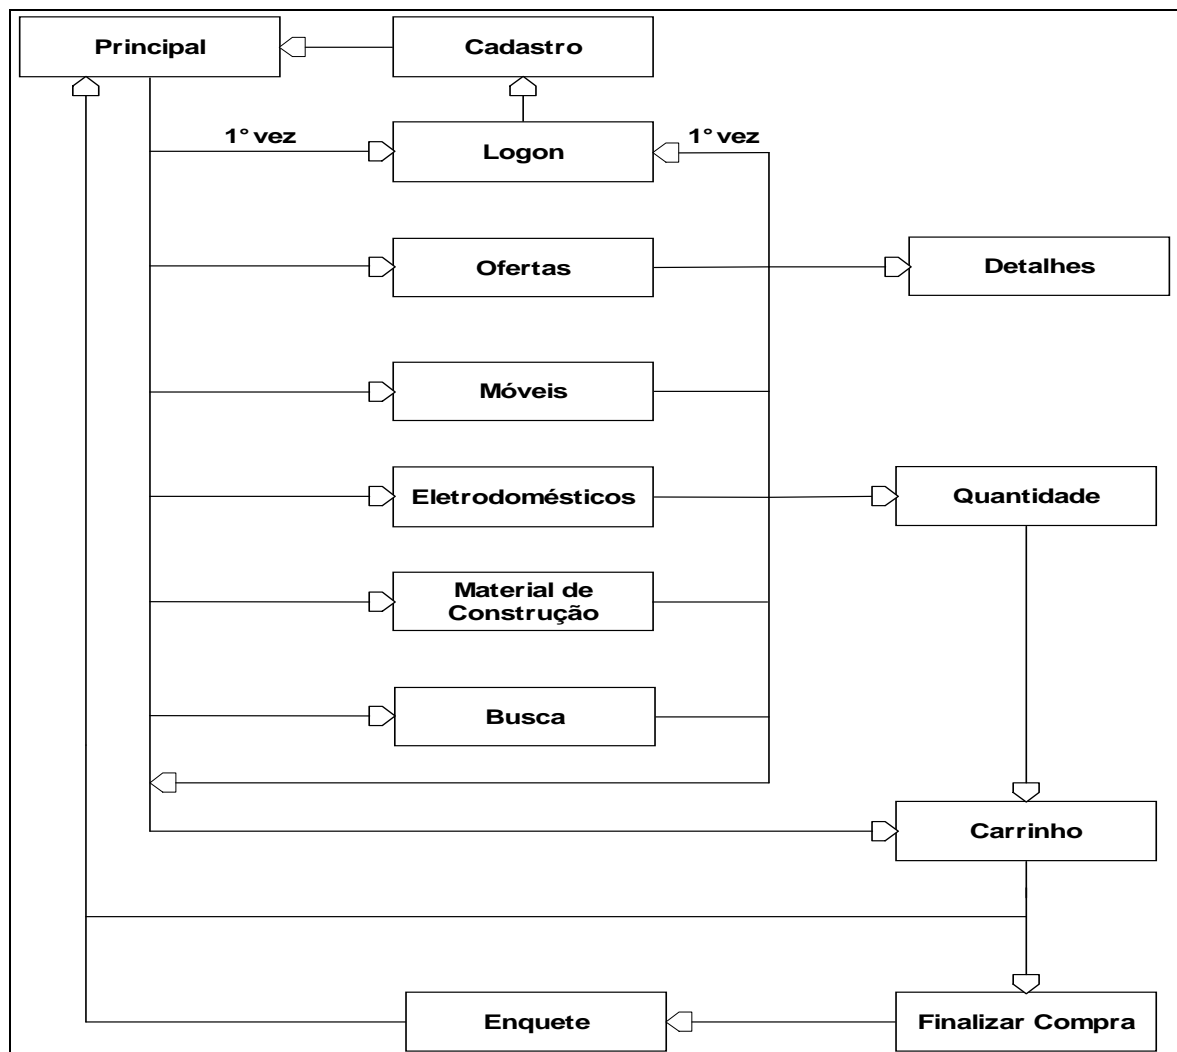 Principal
Cadastro
1° vez
Logon
1° vez
Ofertas
Detalhes
Móveis
Eletrodomésticos
Quantidade
Material de
Construção
Busca
Carrinho
Enquete
Finalizar Compra